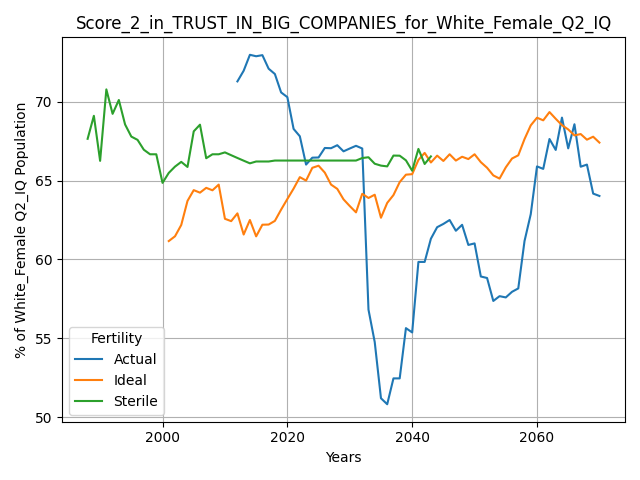 Score_2_in_TRUST_IN_BIG_COMPANIES_for_White_Female_Q2_IQ
% of White_Female Q2_IQ Population
70
65
60
55
50
Fertility
Actual
Ideal
Sterile
2000
2020
2040
2060
Years